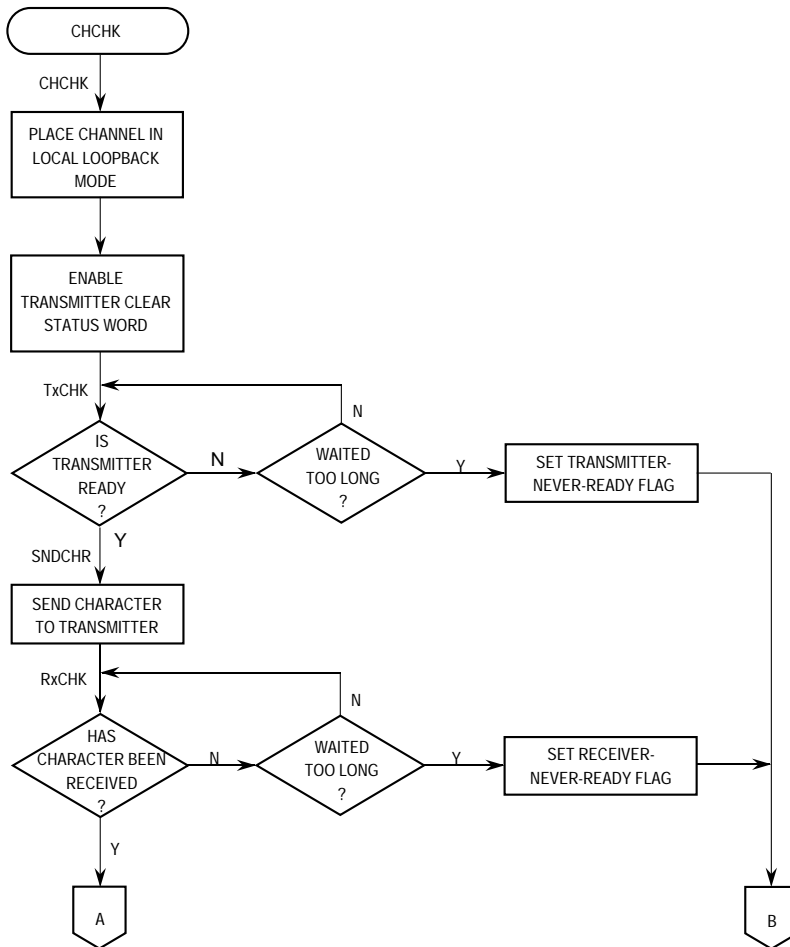 CHCHK
CHCHK
PLACE CHANNEL IN
LOCAL LOOPBACK
MODE
ENABLE
TRANSMITTER CLEAR
STATUS WORD
TxCHK
N
IS
TRANSMITTER
READY
?
N
WAITED
TOO LONG
?
Y
SET TRANSMITTER-
NEVER-READY FLAG
Y
SNDCHR
SEND CHARACTER
TO TRANSMITTER
RxCHK
N
HAS
CHARACTER BEEN
RECEIVED
?
N
WAITED
TOO LONG
?
Y
SET RECEIVER-
NEVER-READY FLAG
Y
A
B